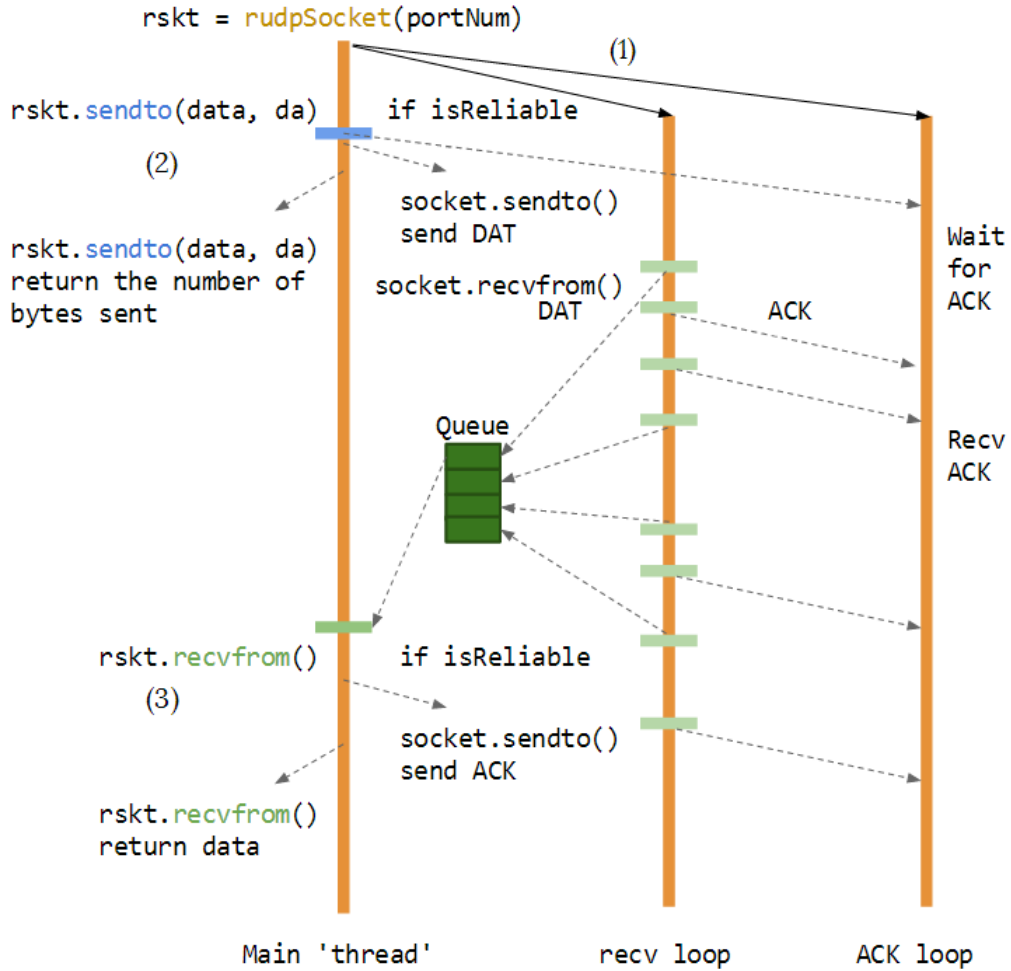 rskt = rudpSocket(portNum)
(1)
rskt.sendto(data, da)
if isReliable
(2)
socket.sendto()
send DAT
rskt.sendto(data, da)
return the number of
bytes sent
Wait
for
ACK
socket.recvfrom()
DAT
ACK
Queue
Recv
ACK
rskt.recvfrom()
if isReliable
(3)
socket.sendto()
send ACK
rskt.recvfrom()
return data
Main 'thread'
recv loop
ACK loop